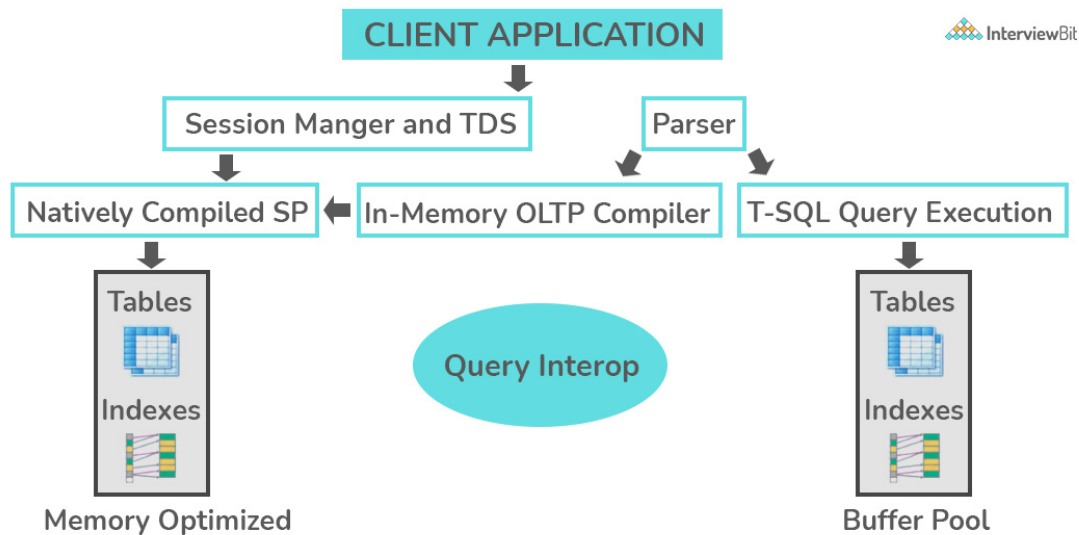 CLIENT APPLICATION
InterviewBit
Session Manger and TDS
Parser
Natively Compiled SP
In-Memory OLTP Compiler
T-SQL Query Execution
Tables
Indexes
Memory Optimized
Query Interop
Tables
Indexes
Buffer Pool